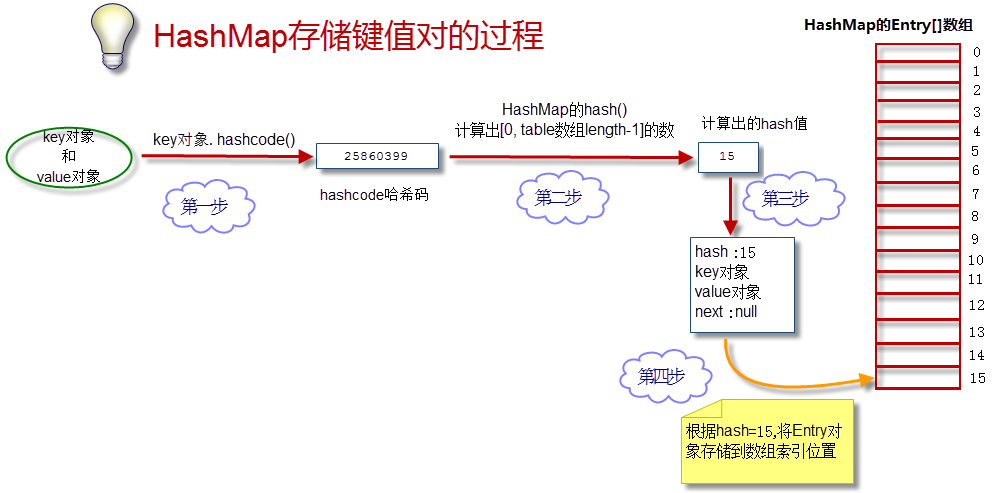 HashMap存储键值对的过程
HashMap的Entry[]数组
key对象
和
value对象
key对象. hashcode()
25860399
hashcode哈希码
第一步
HashMap的hash()
计算出[0, table数组length-1]的数
第二步
计算出的hash值
15
第三步
hash :15
key对象
value对象
next :null
第四步
根据hash=15,将Entry对
象存储到数组索引位置
0
1
2
3
4
5
6
7
8
9
10
11
12
13
14
15